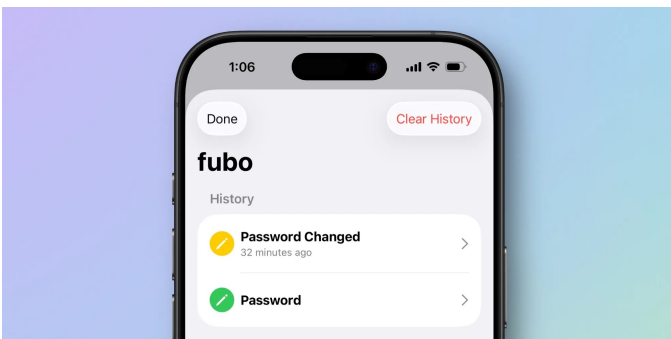 1:06
Done
Clear History
fubo
History
Password Changed
32 minutes ago
Password